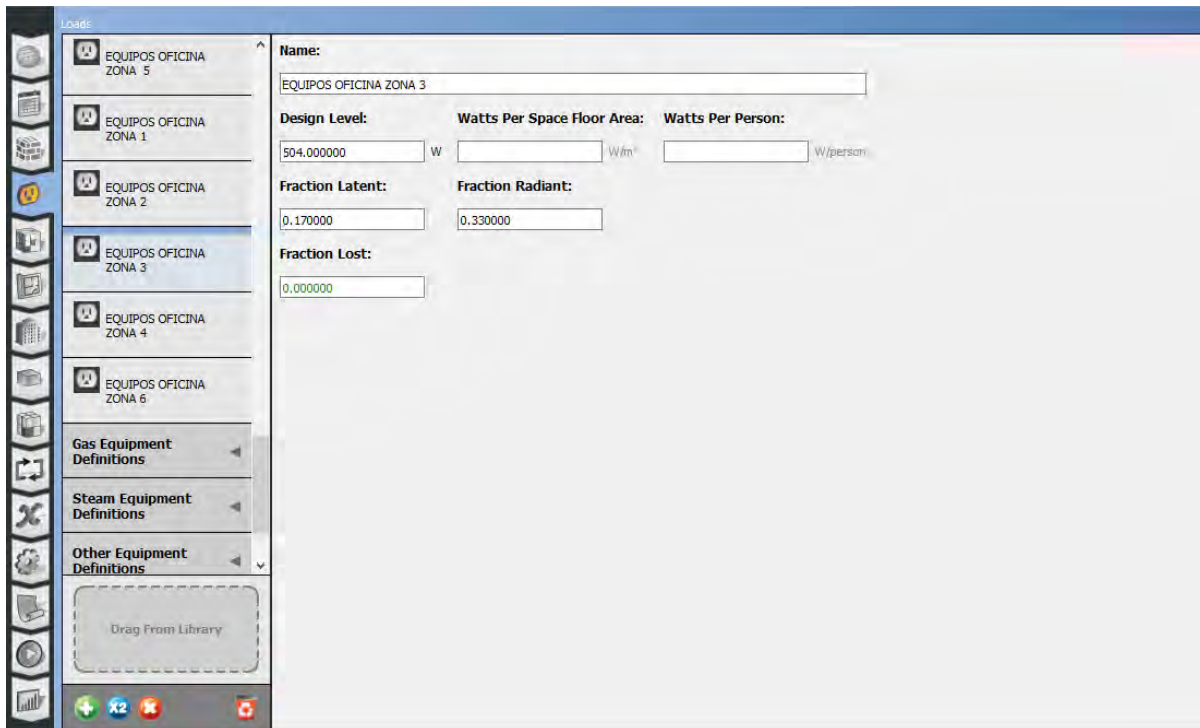 Loads
EQUIPOS OFICINA
ZONA 5
EQUIPOS OFICINA
ZONA 1
EQUIPOS OFICINA
ZONA 2
EQUIPOS OFICINA
ZONA 3
EQUIPOS OFICINA
ZONA 4
EQUIPOS OFICINA
ZONA 6
Gas Equipment
Definitions
Steam Equipment
Definitions
Other Equipment
Definitions
Drag From Library
X2
Name:
EQUIPOS OFICINA ZONA 3
Design Level: Watts Per Space Floor Area: Watts Per Person:
504.000000 W W/m² W/person
Fraction Latent: Fraction Radiant:
0.170000 0.330000
Fraction Lost:
0.000000